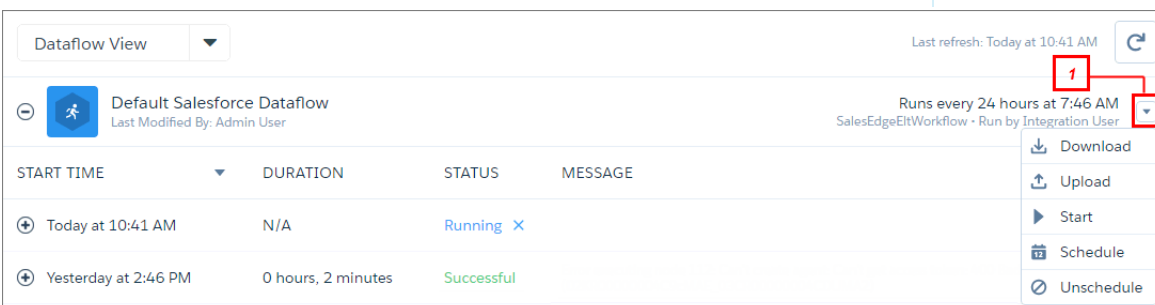 Dataflow View
Last refresh: Today at 10:41 AM
1
Default Salesforce Dataflow
Runs every 24 hours at 7:46 AM
Last Modified By: Admin User
SalesEdgeEltWorkflow • Run by Integration User
Download
START TIME DURATION STATUS MESSAGE
Upload
Today at 10:41 AM N/A Running ×
Start
Schedule
12
Yesterday at 2:46 PM 0 hours, 2 minutes Successful
Unschedule